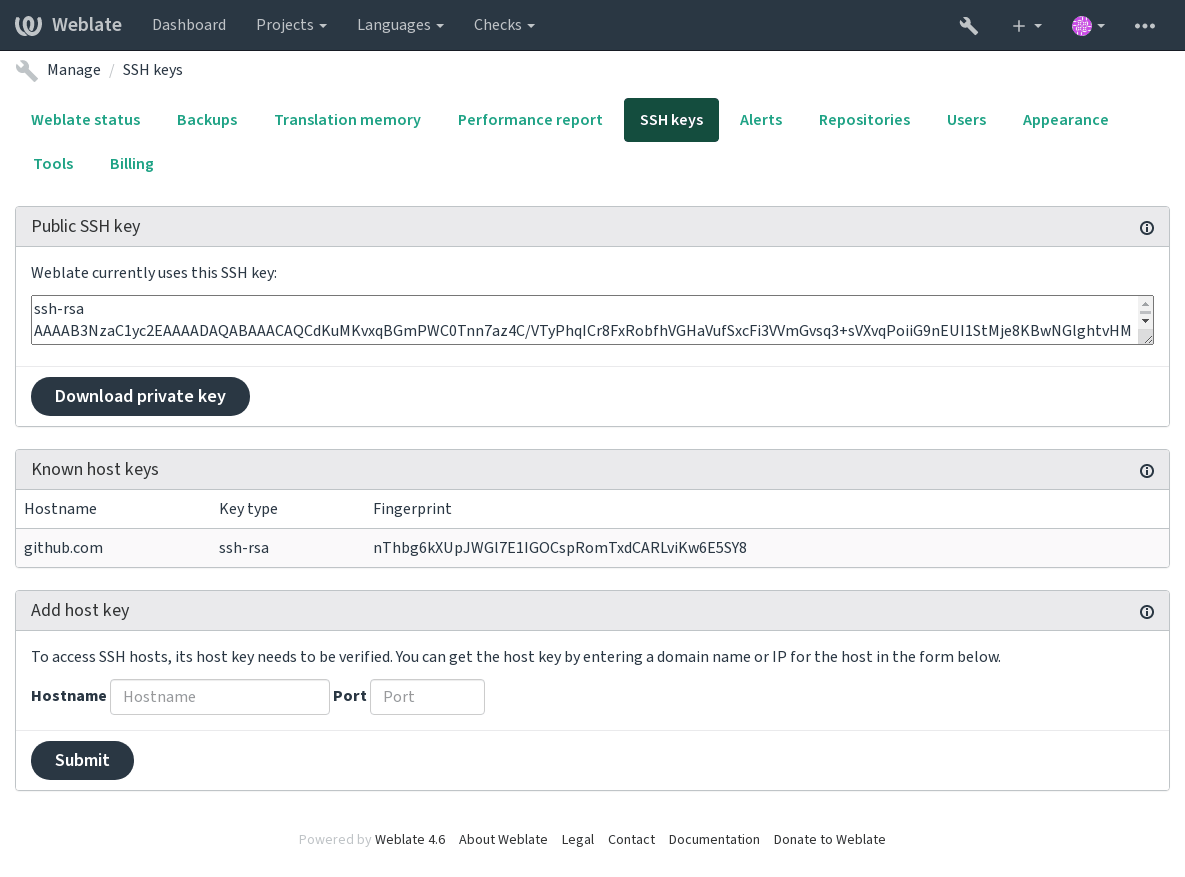 Weblate Dashboard Projects Languages Checks
Manage / SSH keys
Weblate status Backups Translation memory Performance report SSH keys Alerts Repositories Users Appearance
Tools Billing
Public SSH key
Weblate currently uses this SSH key:
ssh-rsa
AAAAB3NzaC1yc2EAAAADAQABAAACAQCdKuMKvxqBGmPWC0Tnn7az4C/VTyPhqICr8FxRobfhVGHaVufSxcFi3VVmGvsq3+sVXvqPoiiG9nEUI1StMje8KBwNGlghtvHM
Download private key
Known host keys
Hostname Key type Fingerprint
github.com ssh-rsa nThbg6kXUpJWGl7E1IGOCspRomTxdCARLviKw6E5SY8
Add host key
To access SSH hosts, its host key needs to be verified. You can get the host key by entering a domain name or IP for the host in the form below.
Hostname Hostname Port Port
Submit
Powered by Weblate 4.6 About Weblate Legal Contact Documentation Donate to Weblate